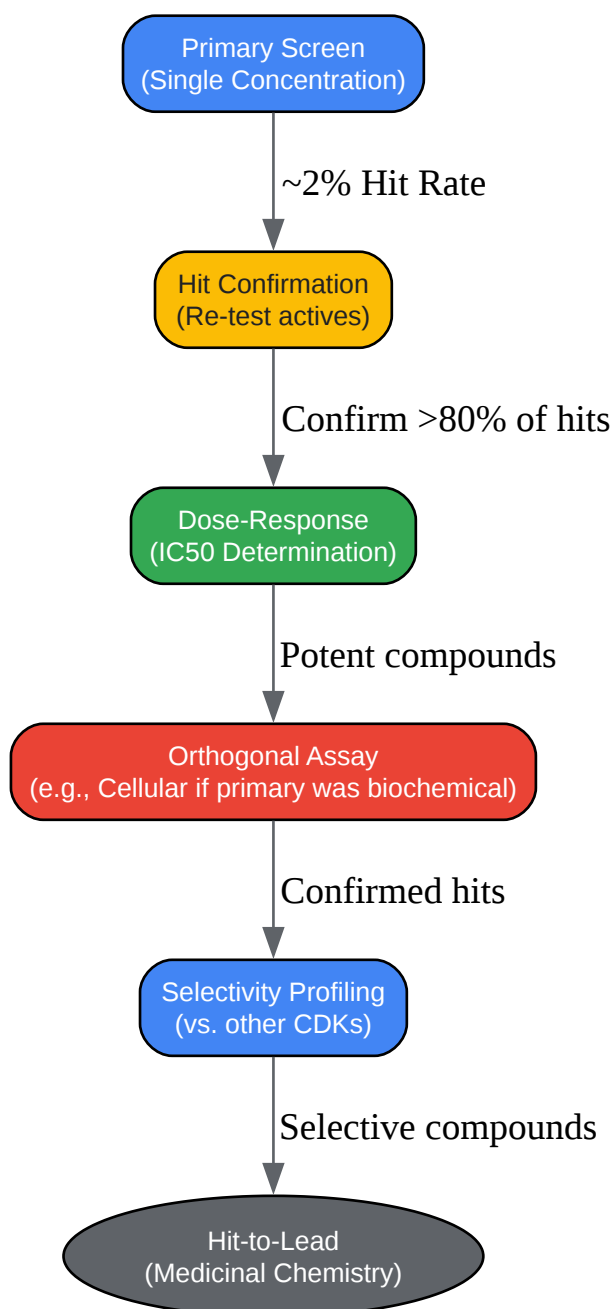 Primary Screen
(Single Concentration)
~2% Hit Rate
Hit Confirmation
(Re-test actives)
Confirm >80% of hits
Dose-Response
(IC50 Determination)
Potent compounds
Orthogonal Assay
(e.g., Cellular if primary was biochemical)
Confirmed hits
Selectivity Profiling
(vs. other CDKs)
Selective compounds
Hit-to-Lead
(Medicinal Chemistry)